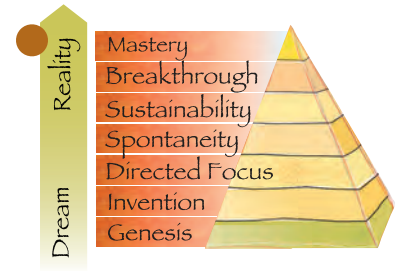 Reality
Dream
Mastery
Breakthrough
Sustainability
Spontaneity
Directed Focus
Invention
Genesis